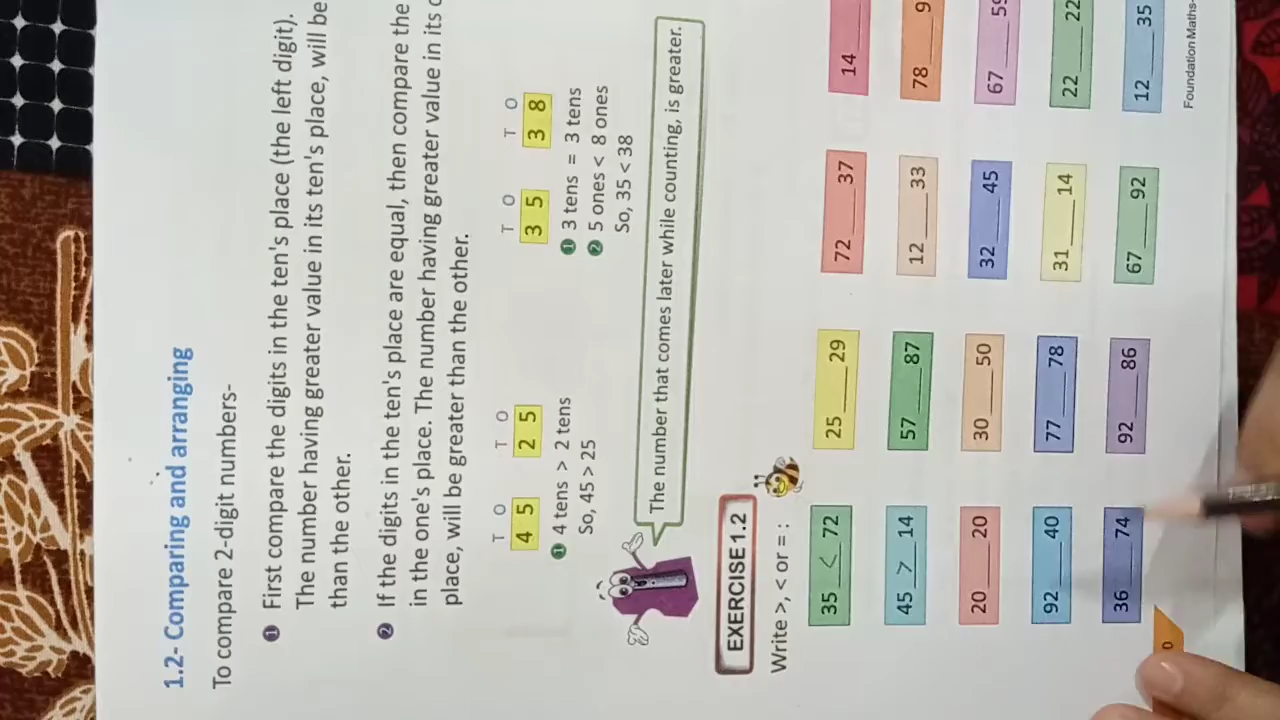 1.2- Comparing and arranging
To compare 2-digit numbers-
1 First compare the digits in the ten's place (the left digit).
The number having greater value in its ten's place, will be
than the other.
2 If the digits in the ten's place are equal, then compare the
in the one's place. The number having greater value in its
place, will be greater than the other.
T O T O T O T O
4 5 2 5 3 5 3 8
1 4 tens > 2 tens 1 3 tens = 3 tens
So, 45 > 25 2 5 ones < 8 ones
So, 35 < 38
The number that comes later while counting, is greater.
EXERCISE 1.2
Write >, < or = :
35 < 72 25 ___ 29 72 ___ 37 14 ___
45 > 14 57 ___ 87 12 ___ 33 78 ___ 9
20 ___ 20 30 ___ 50 32 ___ 45 67 ___ 59
92 ___ 40 77 ___ 78 31 ___ 14 22 ___ 22
36 ___ 74 92 ___ 86 67 ___ 92 12 ___ 35
Foundation Maths-
0